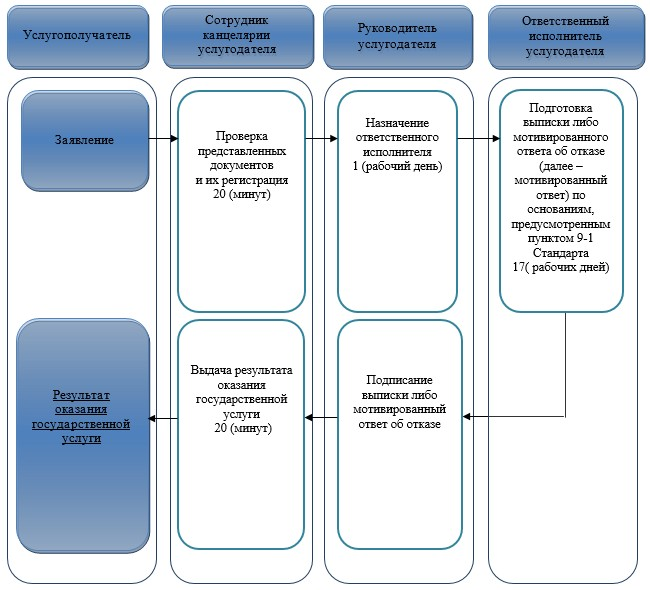 Услугополучатель
Сотрудник
канцелярии
услугодателя
Руководитель
услугодателя
Ответственный
исполнитель
услугодателя
Заявление
Проверка
представленных
документов
и их регистрация
20 (минут)
Назначение
ответственного
исполнителя
1 (рабочий день)
Подготовка
выписки либо
мотивированного
ответа об отказе
(далее –
мотивированный
ответ) по
основаниям,
предусмотренным
пунктом 9-1
Стандарта
17( рабочих дней)
Результат
оказания
государственной
услуги
Выдача результата
оказания
государственной
услуги
20 (минут)
Подписание
выписки либо
мотивированный
ответ об отказе